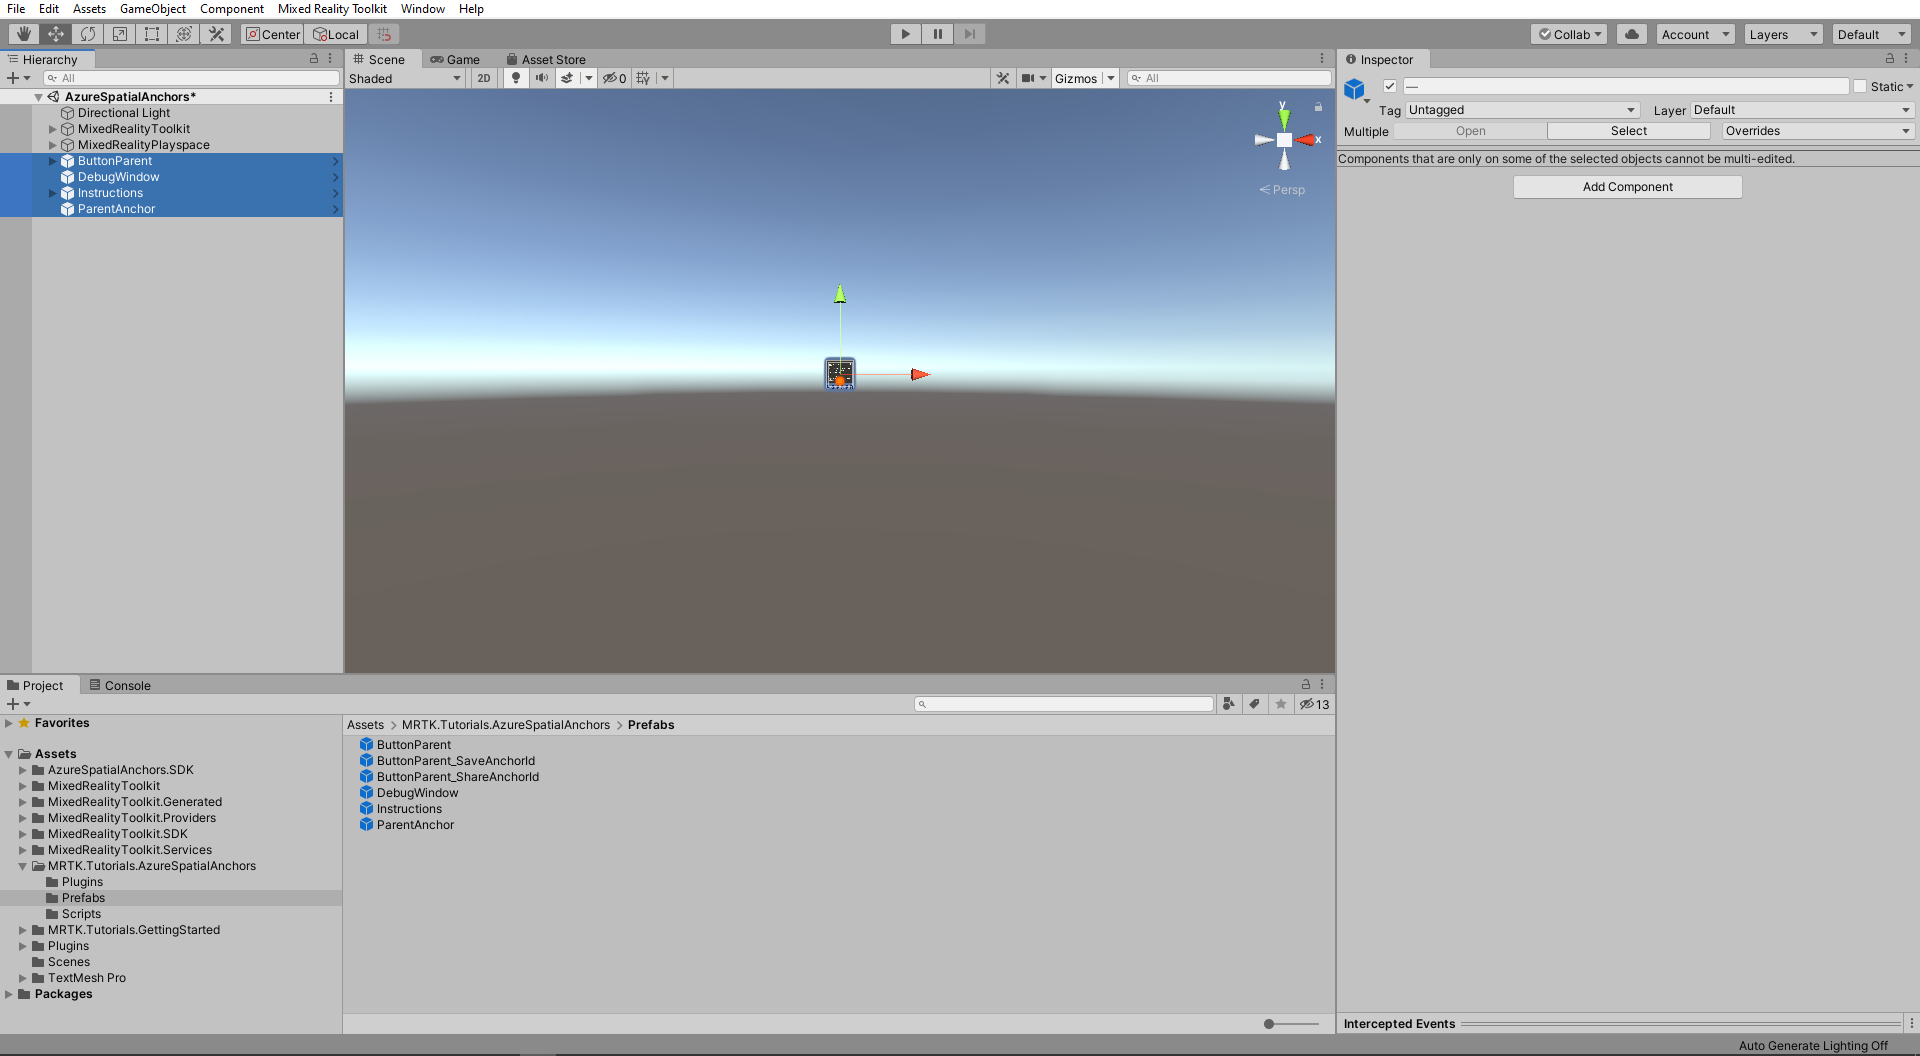 File Edit Assets GameObject Component Mixed Reality Toolkit Window Help
Center Local Collab Account Layers Default
Hierarchy
All
AzureSpatialAnchors*
Directional Light
MixedRealityToolkit
MixedRealityPlayspace
ButtonParent
DebugWindow
Instructions
ParentAnchor
Scene Game Asset Store
Shaded 2D 0 Gizmos All
y
x
Persp
Inspector
—
Static
Tag Untagged Layer Default
Multiple Open Select Overrides
Components that are only on some of the selected objects cannot be multi-edited.
Add Component
Project Console
13
Favorites
Assets
AzureSpatialAnchors.SDK
MixedRealityToolkit
MixedRealityToolkit.Generated
MixedRealityToolkit.Providers
MixedRealityToolkit.SDK
MixedRealityToolkit.Services
MRTK.Tutorials.AzureSpatialAnchors
Plugins
Prefabs
Scripts
MRTK.Tutorials.GettingStarted
Plugins
Scenes
TextMesh Pro
Packages
Assets > MRTK.Tutorials.AzureSpatialAnchors > Prefabs
ButtonParent
ButtonParent_SaveAnchorId
ButtonParent_ShareAnchorId
DebugWindow
Instructions
ParentAnchor
Intercepted Events
Auto Generate Lighting Off